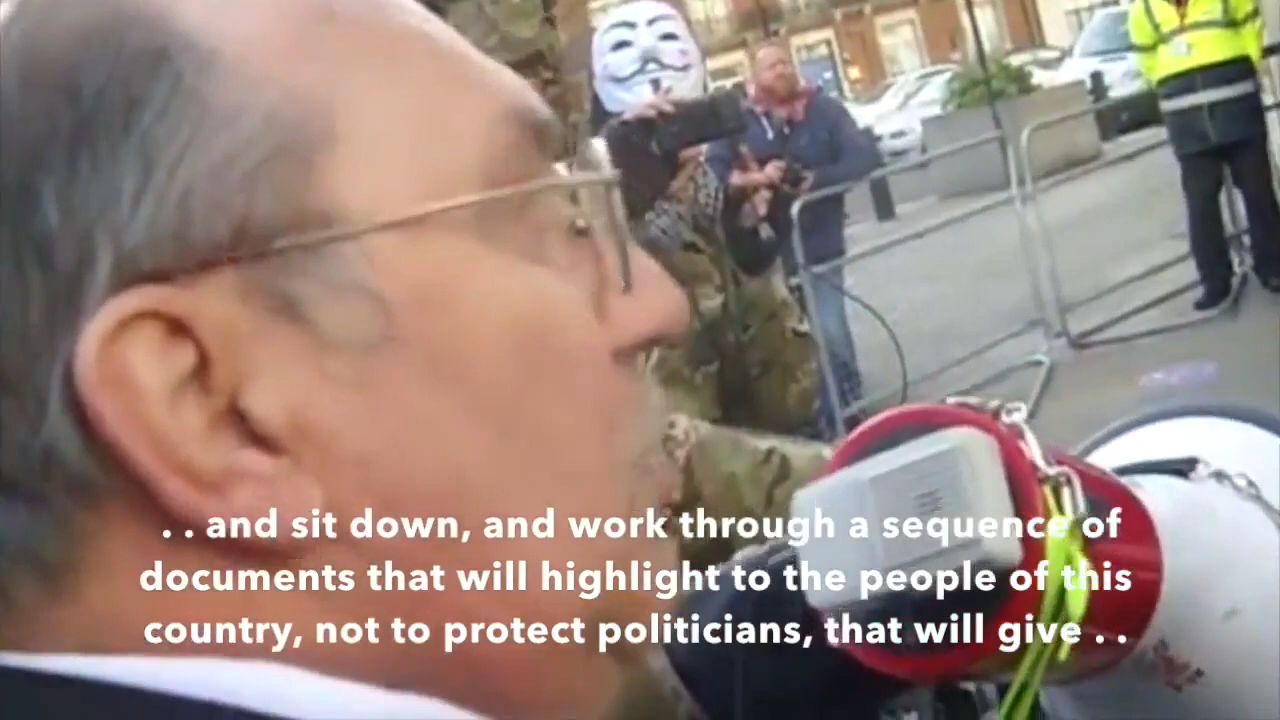 . . and sit down, and work through a sequence of
documents that will highlight to the people of this
country, not to protect politicians, that will give . .